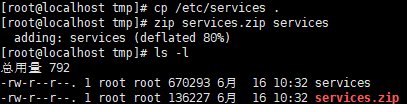 [root@localhost tmp]# cp /etc/services .
[root@localhost tmp]# zip services.zip services
  adding: services (deflated 80%)
[root@localhost tmp]# ls -l
总用量 792
-rw-r--r--. 1 root root 670293 6月  16 10:32 services
-rw-r--r--. 1 root root 136227 6月  16 10:32 services.zip